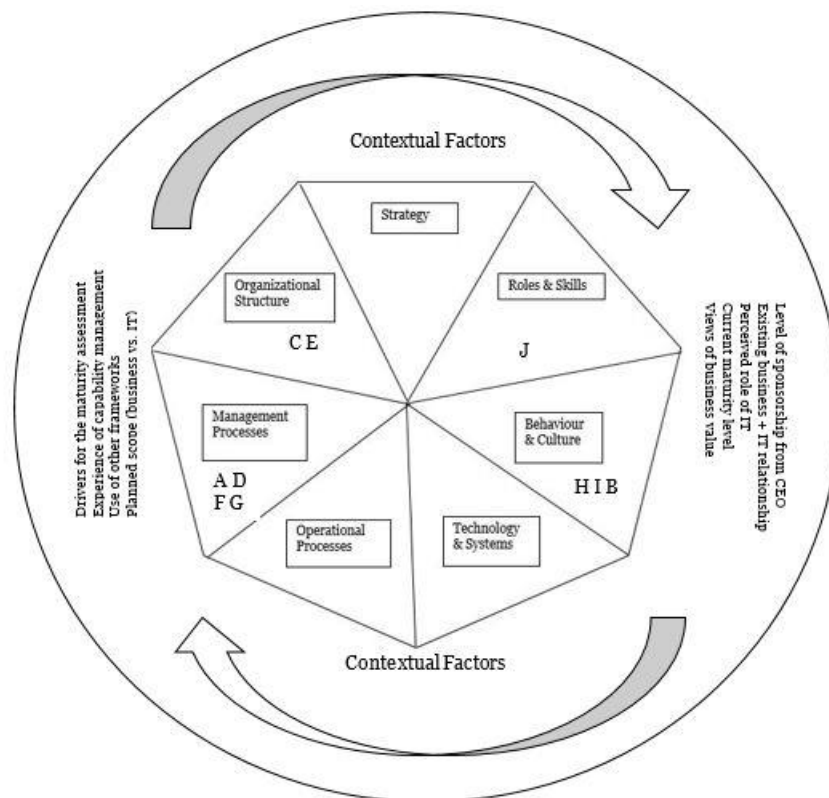 Contextual Factors
Strategy
Organizational
Structure
C E
Roles & Skills
J
Management
Processes
A D
F G
Behaviour
& Culture
H I B
Operational
Processes
Technology
& Systems
Contextual Factors
Drivers for the maturity assessment
Experience of capability management
Use of other frameworks
Planned scope (business vs. IT)
Level of sponsorship from CEO
Existing business + IT relationship
Perceived role of IT
Current maturity level
Views of business value